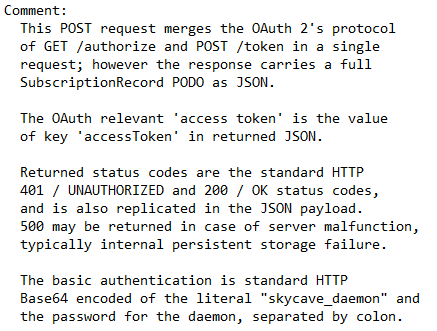 Comment:
This POST request merges the OAuth 2's protocol
of GET /authorize and POST /token in a single
request; however the response carries a full
SubscriptionRecord PODO as JSON.
The OAuth relevant 'access token' is the value
of key 'accessToken' in returned JSON.
Returned status codes are the standard HTTP
401 / UNAUTHORIZED and 200 / OK status codes,
and is also replicated in the JSON payload.
500 may be returned in case of server malfunction,
typically internal persistent storage failure.
The basic authentication is standard HTTP
Base64 encoded of the literal "skycave_daemon" and
the password for the daemon, separated by colon.